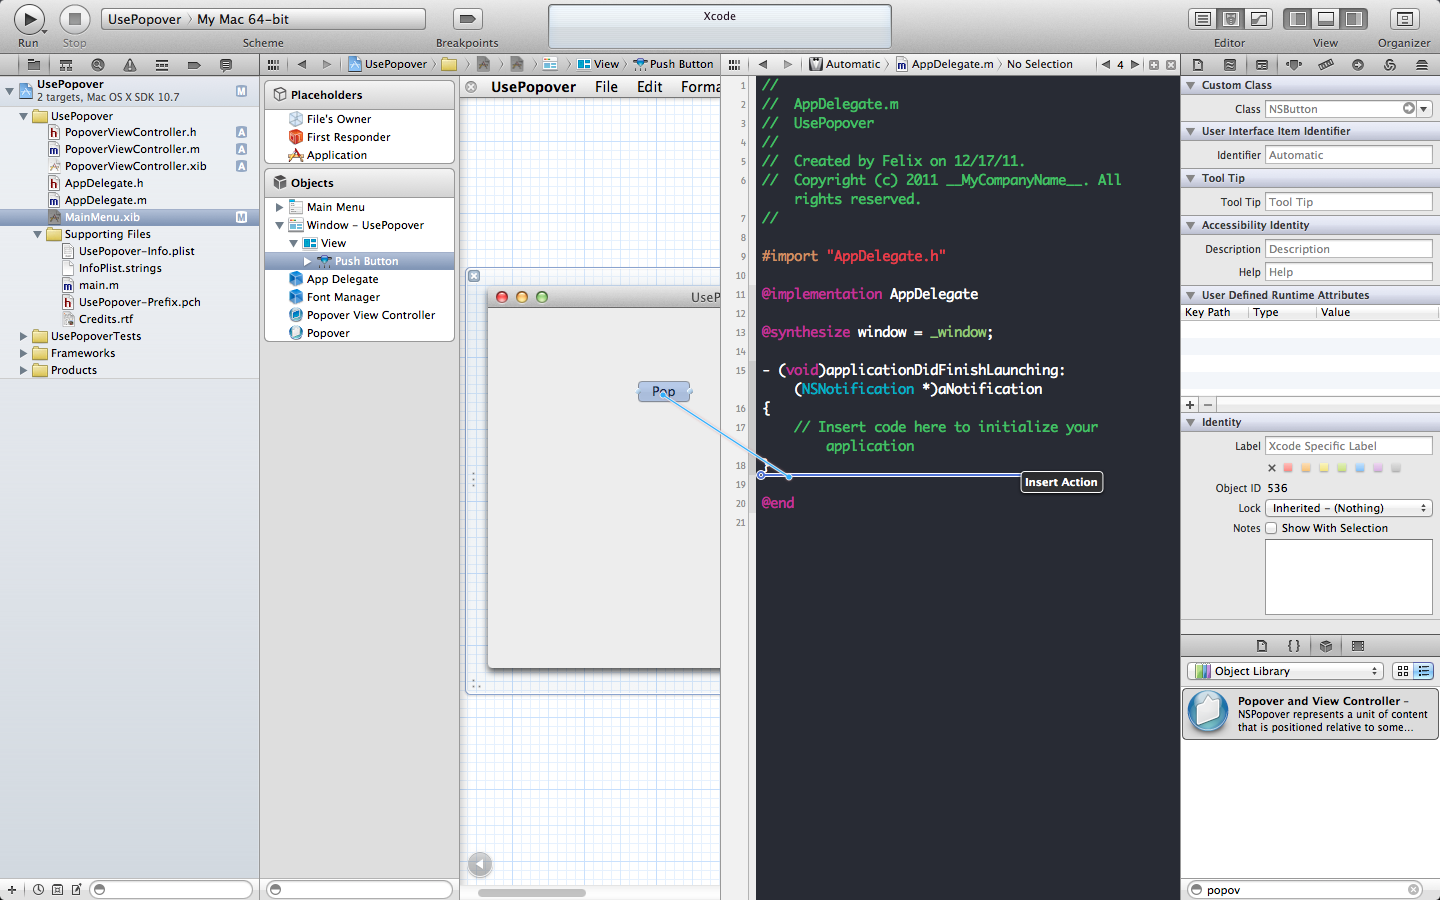 Xcode
UsePopover 〉 My Mac 64-bit
Run
Stop
Scheme
Breakpoints
Editor
View
Organizer
UsePopover
View
Push Button
Automatic
AppDelegate.m
No Selection
4
UsePopover
2 targets, Mac OS X SDK 10.7
M
UsePopover
PopoverViewController.h
A
PopoverViewController.m
A
PopoverViewController.xib
A
AppDelegate.h
AppDelegate.m
MainMenu.xib
M
Supporting Files
UsePopover-Info.plist
InfoPlist.strings
main.m
UsePopover-Prefix.pch
Credits.rtf
UsePopoverTests
Frameworks
Products
Placeholders
File's Owner
First Responder
Application
Objects
Main Menu
Window – UsePopover
View
Push Button
App Delegate
Font Manager
Popover View Controller
Popover
UsePopover File Edit Forma
UseP
Pop
1 //
2 // AppDelegate.m
3 // UsePopover
4 //
5 // Created by Felix on 12/17/11.
6 // Copyright (c) 2011 __MyCompanyName__. All
rights reserved.
7 //
8
9 #import "AppDelegate.h"
10
11 @implementation AppDelegate
12
13 @synthesize window = _window;
14
15 - (void)applicationDidFinishLaunching:
(NSNotification *)aNotification
16 {
17 // Insert code here to initialize your
application
18 }
19
Insert Action
20 @end
21
Custom Class
Class NSButton
User Interface Item Identifier
Identifier Automatic
Tool Tip
Tool Tip Tool Tip
Accessibility Identity
Description Description
Help Help
User Defined Runtime Attributes
Key Path Type Value
Identity
Label Xcode Specific Label
Object ID 536
Lock Inherited – (Nothing)
Notes Show With Selection
Object Library
Popover and View Controller –
NSPopover represents a unit of content
that is positioned relative to some...
popov